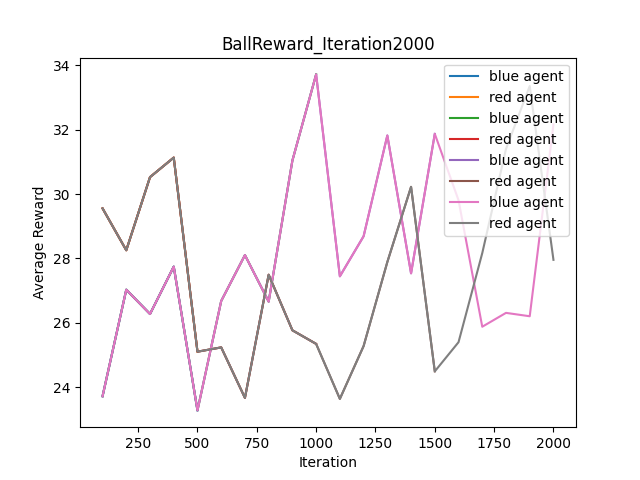 BallReward_Iteration2000
34
32
30
28
26
24
Average Reward
blue agent
red agent
blue agent
red agent
blue agent
red agent
blue agent
red agent
250 500 750 1000 1250 1500 1750 2000
Iteration